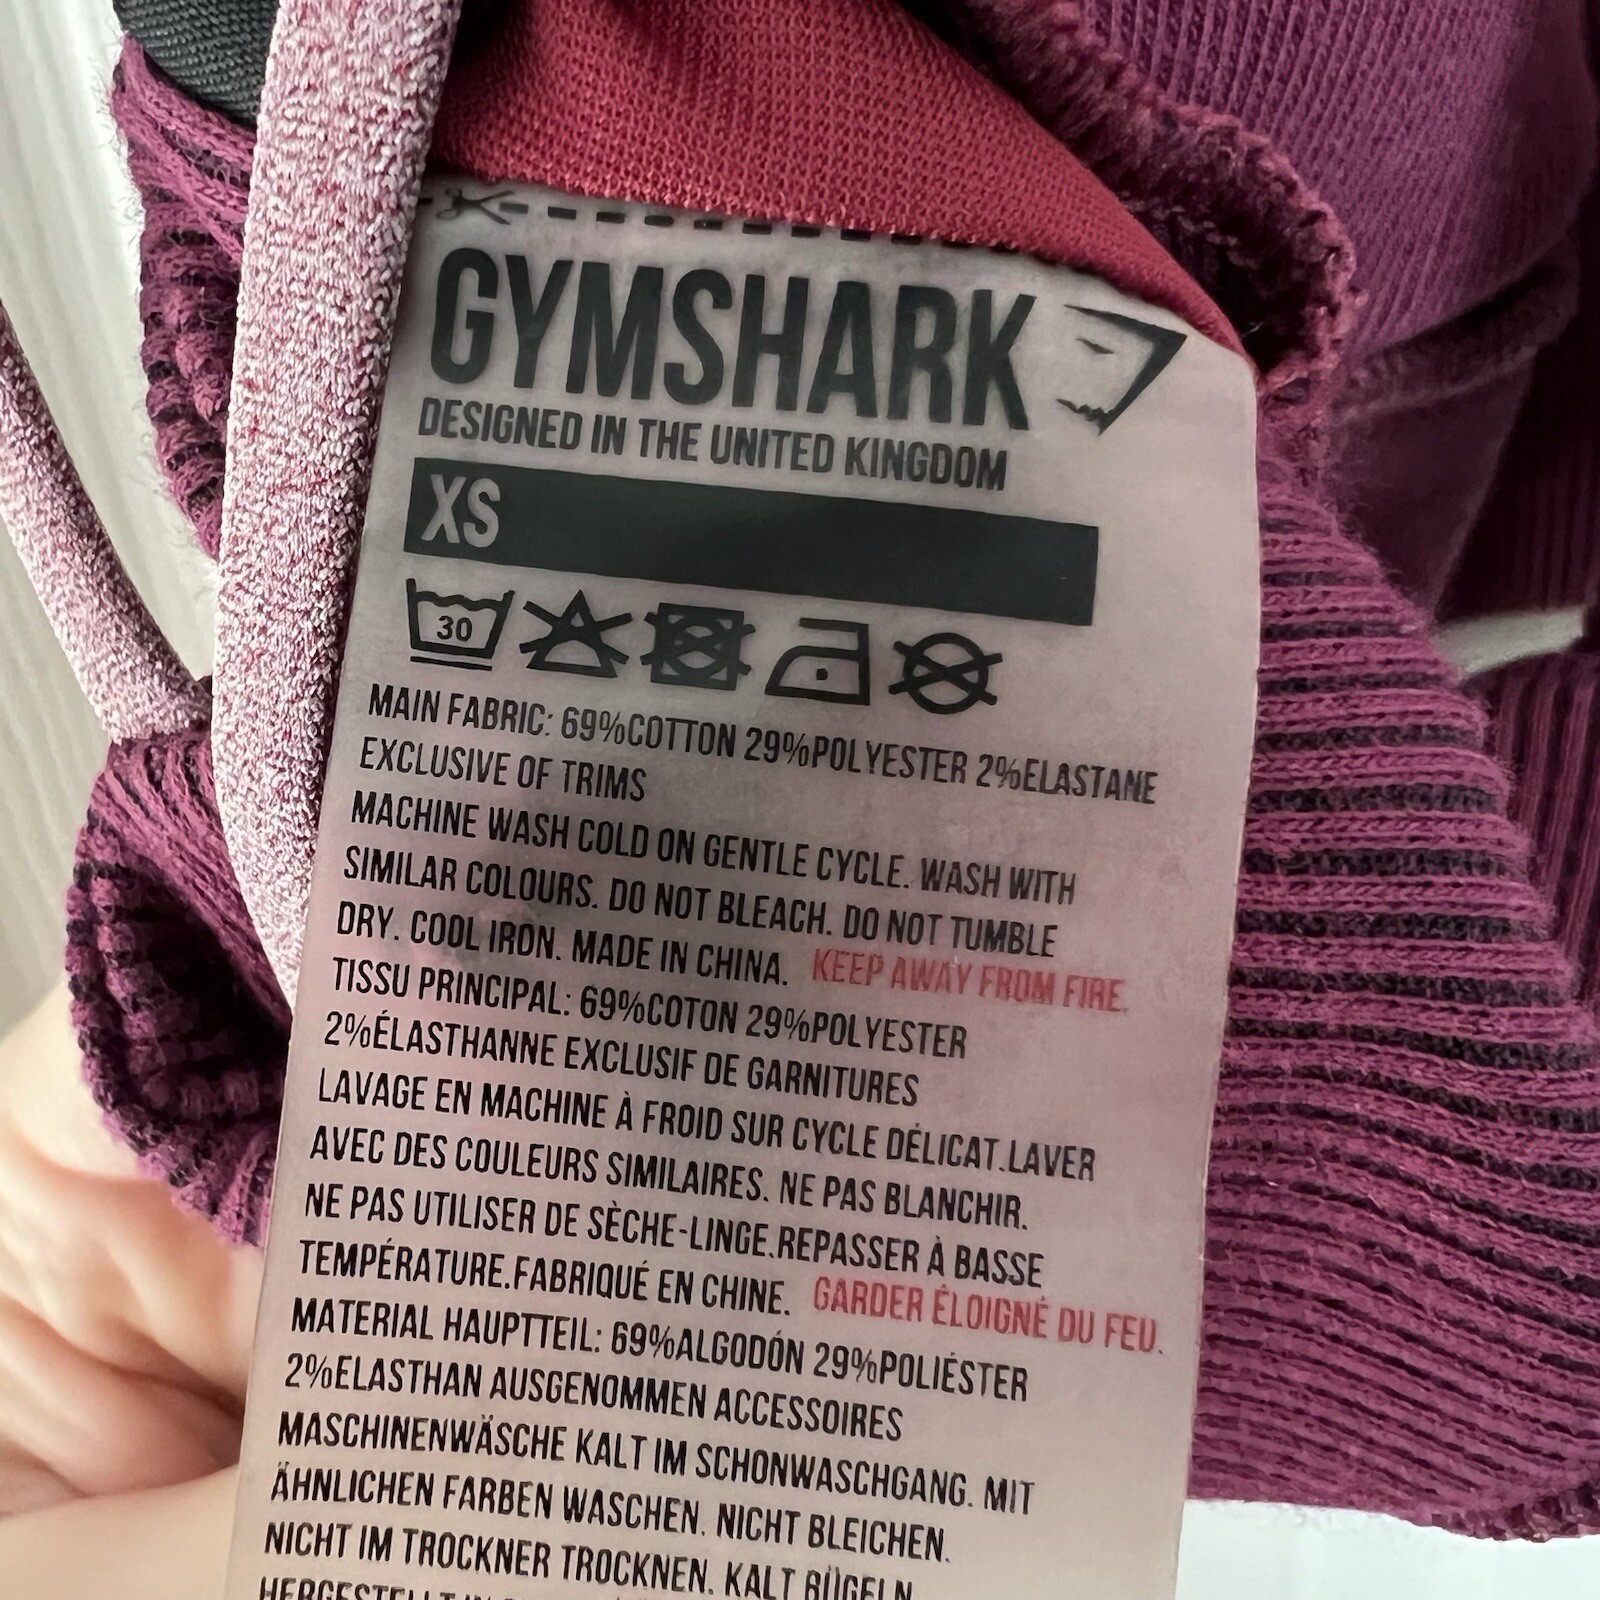 GYMSHARK
DESIGNED IN THE UNITED KINGDOM
XS
30
MAIN FABRIC: 69%COTTON 29%POLYESTER 2%ELASTANE
EXCLUSIVE OF TRIMS
MACHINE WASH COLD ON GENTLE CYCLE. WASH WITH
SIMILAR COLOURS. DO NOT BLEACH. DO NOT TUMBLE
DRY. COOL IRON. MADE IN CHINA. KEEP AWAY FROM FIRE.
TISSU PRINCIPAL: 69%COTON 29%POLYESTER
2%ÉLASTHANNE EXCLUSIF DE GARNITURES
LAVAGE EN MACHINE À FROID SUR CYCLE DÉLICAT.LAVER
AVEC DES COULEURS SIMILAIRES. NE PAS BLANCHIR.
NE PAS UTILISER DE SÈCHE-LINGE.REPASSER À BASSE
TEMPÉRATURE.FABRIQUÉ EN CHINE. GARDER ÉLOIGNÉ DU FEU.
MATERIAL HAUPTTEIL: 69%ALGODÓN 29%POLIÉSTER
2%ELASTHAN AUSGENOMMEN ACCESSOIRES
MASCHINENWÄSCHE KALT IM SCHONWASCHGANG. MIT
ÄHNLICHEN FARBEN WASCHEN. NICHT BLEICHEN.
NICHT IM TROCKNER TROCKNEN. KALT BÜGELN
HERGESTELLT IN